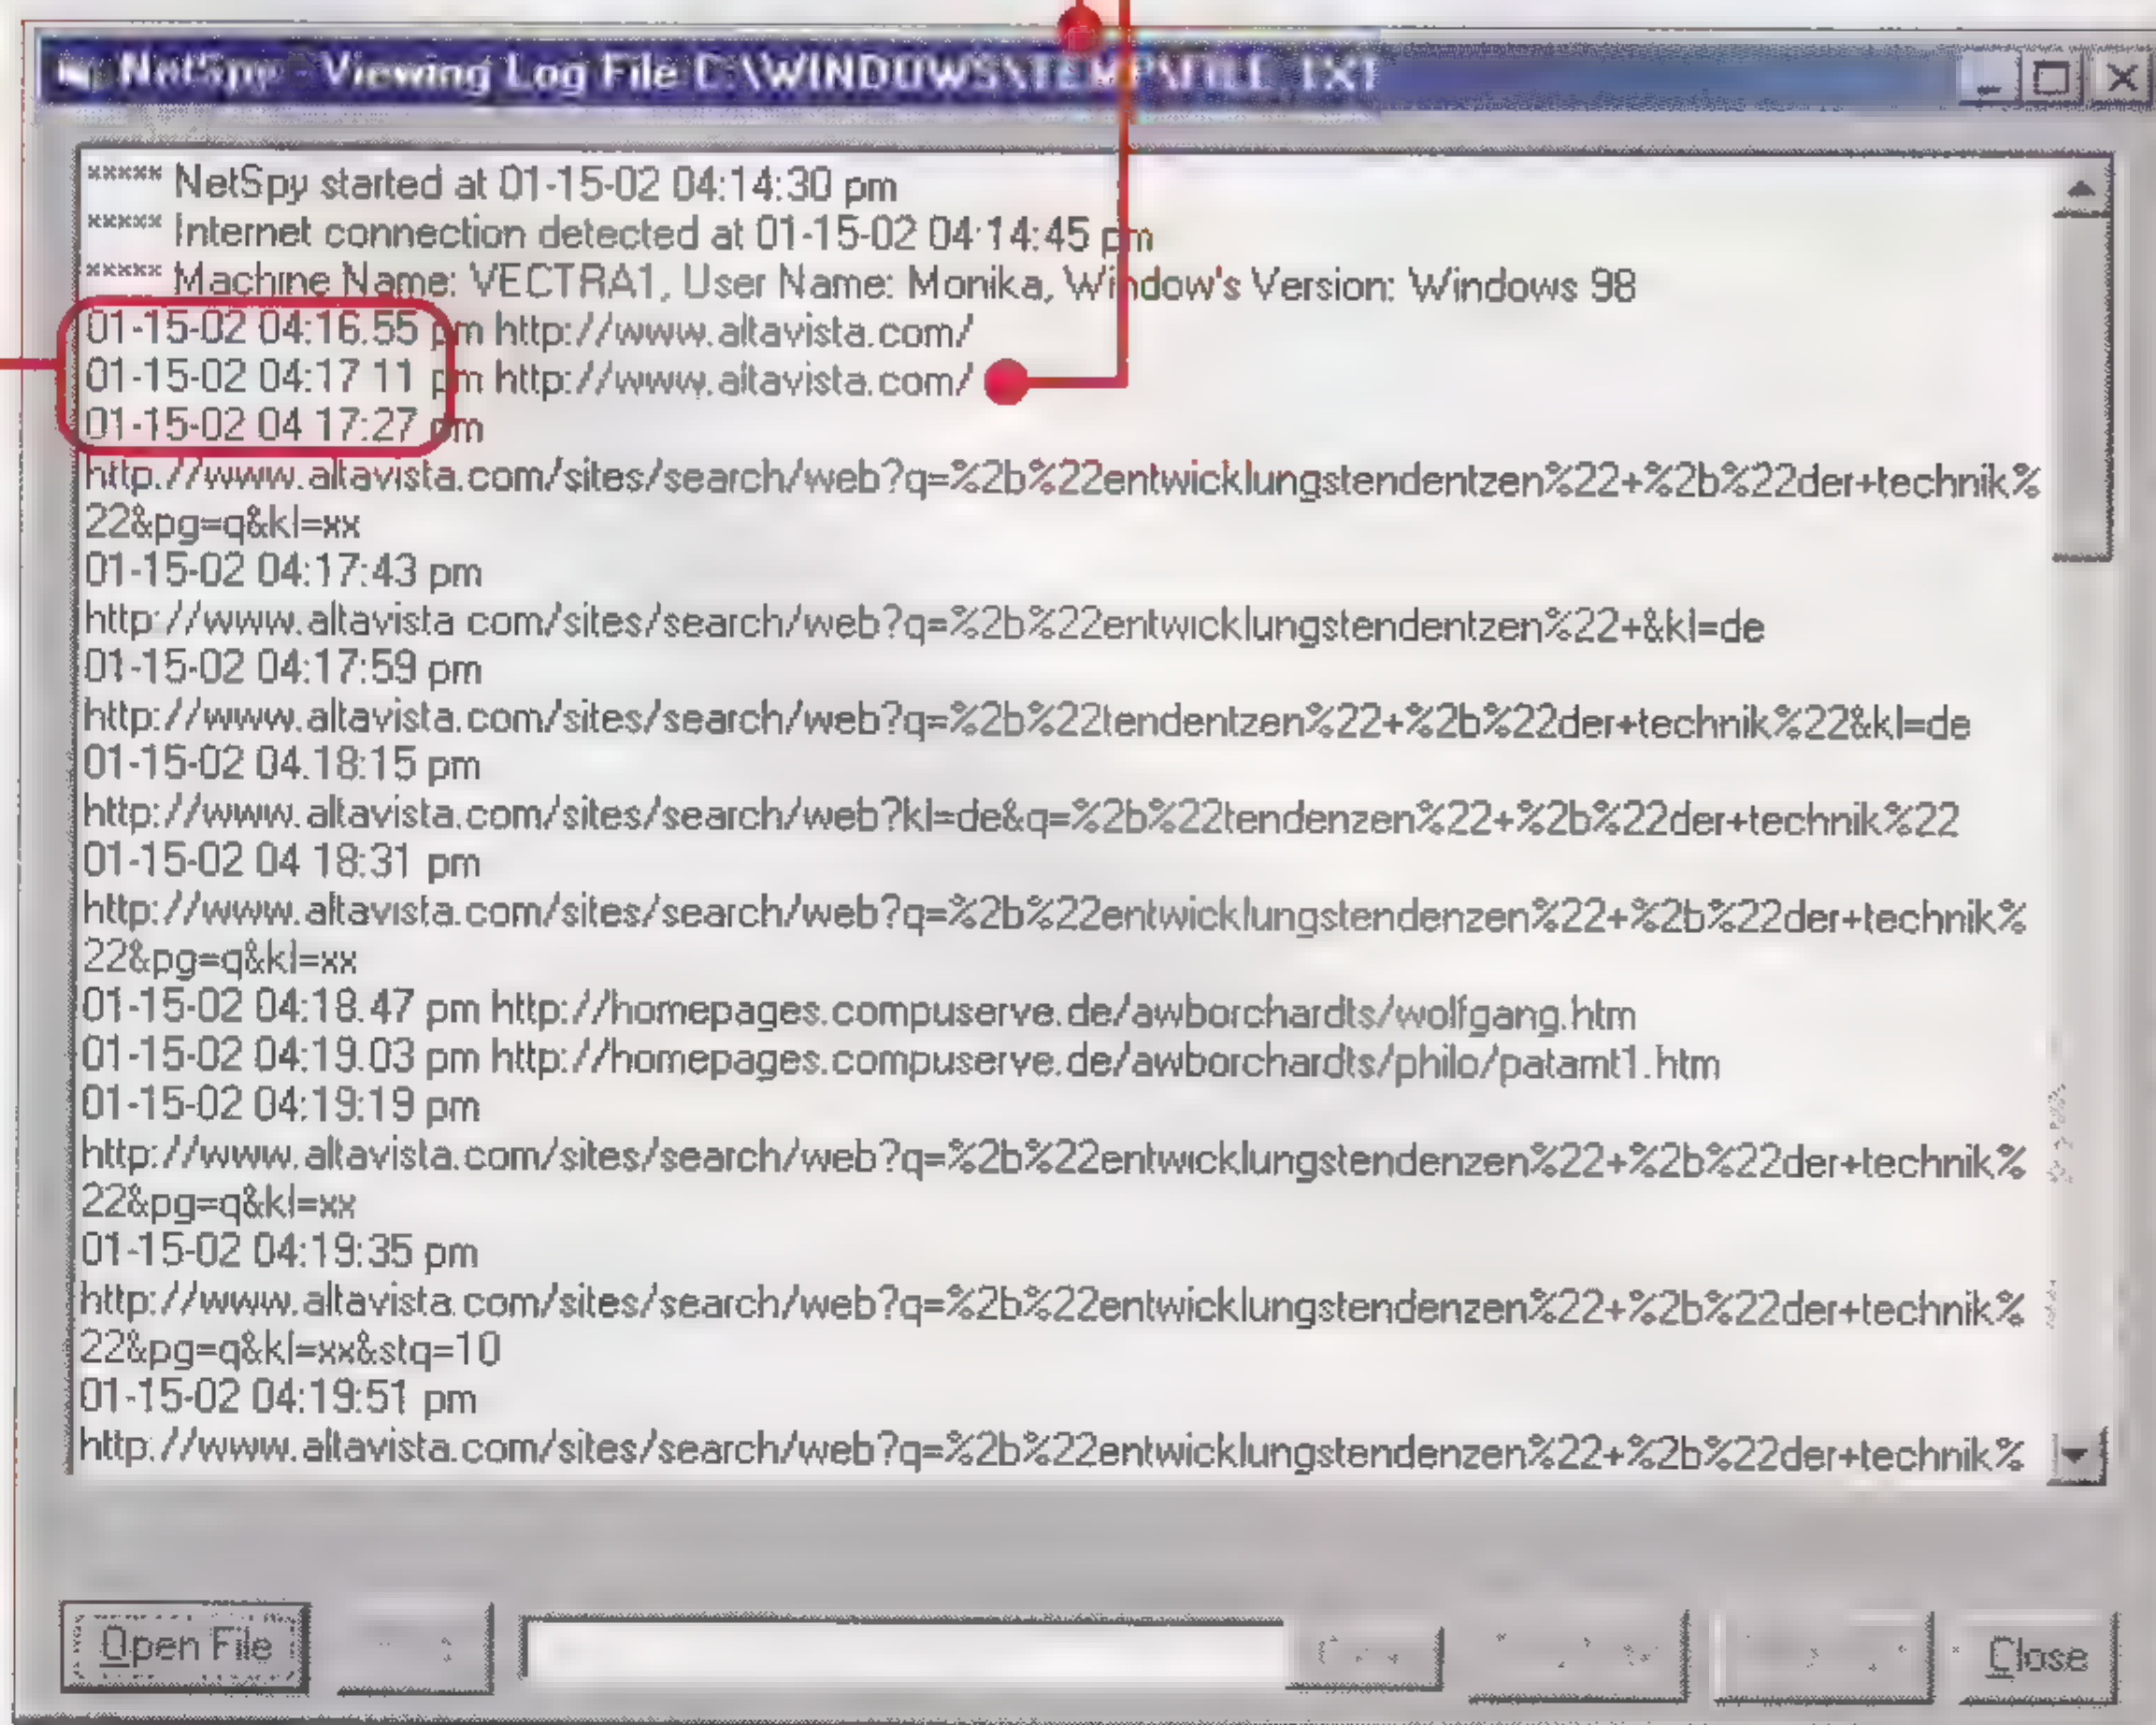 NetSpy - Viewing Log File C:\WINDOWS\TEMP\FILE.TXT
***** NetSpy started at 01-15-02 04:14:30 pm
***** Internet connection detected at 01-15-02 04:14:45 pm
***** Machine Name: VECTRA1, User Name: Monika, Window's Version: Windows 98
01-15-02 04:16.55 pm http://www.altavista.com/
01-15-02 04:17 11 pm http://www.altavista.com/
01-15-02 04 17:27 pm
http.//www.altavista.com/sites/search/web?q=%2b%22entwicklungstendentzen%22+%2b%22der+technik%
22&pg=q&kl=xx
01-15-02 04:17:43 pm
http://www.altavista com/sites/search/web?q=%2b%22entwicklungstendentzen%22+&kl=de
01-15-02 04:17:59 pm
http://www.altavista.com/sites/search/web?q=%2b%22tendentzen%22+%2b%22der+technik%22&kl=de
01-15-02 04.18:15 pm
http://www.altavista.com/sites/search/web?kl=de&q=%2b%22tendenzen%22+%2b%22der+technik%22
01-15-02 04 18:31 pm
http://www.altavista.com/sites/search/web?q=%2b%22entwicklungstendenzen%22+%2b%22der+technik%
22&pg=q&kl=xx
01-15-02 04:18.47 pm http://homepages.compuserve.de/awborchardts/wolfgang.htm
01-15-02 04:19.03 pm http://homepages.compuserve.de/awborchardts/philo/patamt1.htm
01-15-02 04:19:19 pm
http://www.altavista.com/sites/search/web?q=%2b%22entwicklungstendenzen%22+%2b%22der+technik%
22&pg=q&kl=xx
01-15-02 04:19:35 pm
http://www.altavista.com/sites/search/web?q=%2b%22entwicklungstendenzen%22+%2b%22der+technik%
22&pg=q&kl=xx&stq=10
01-15-02 04:19:51 pm
http://www.altavista.com/sites/search/web?q=%2b%22entwicklungstendenzen%22+%2b%22der+technik%
Open File
Close